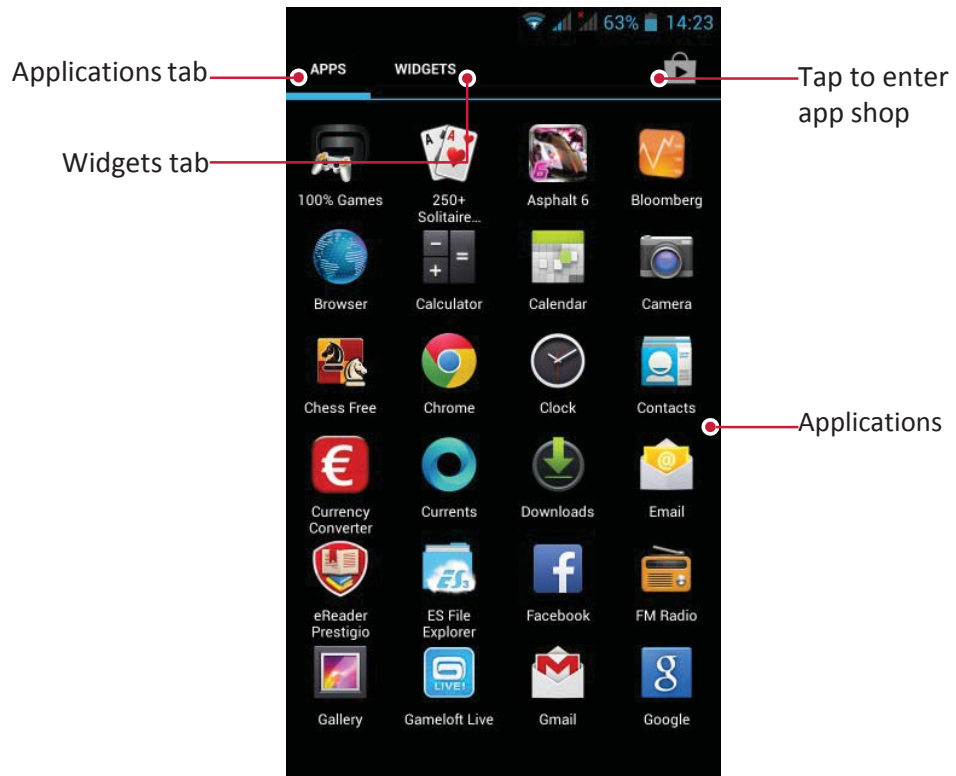 63% 14:23
Applications tab
APPS WIDGETS
Tap to enter
app shop
Widgets tab
100% Games
250+
Solitaire...
Asphalt 6
Bloomberg
Browser
Calculator
Calendar
Camera
Chess Free
Chrome
Clock
Contacts
Applications
Currency
Converter
Currents
Downloads
Email
eReader
Prestigio
ES File
Explorer
Facebook
FM Radio
LIVE!
Gallery
Gameloft Live
Gmail
Google